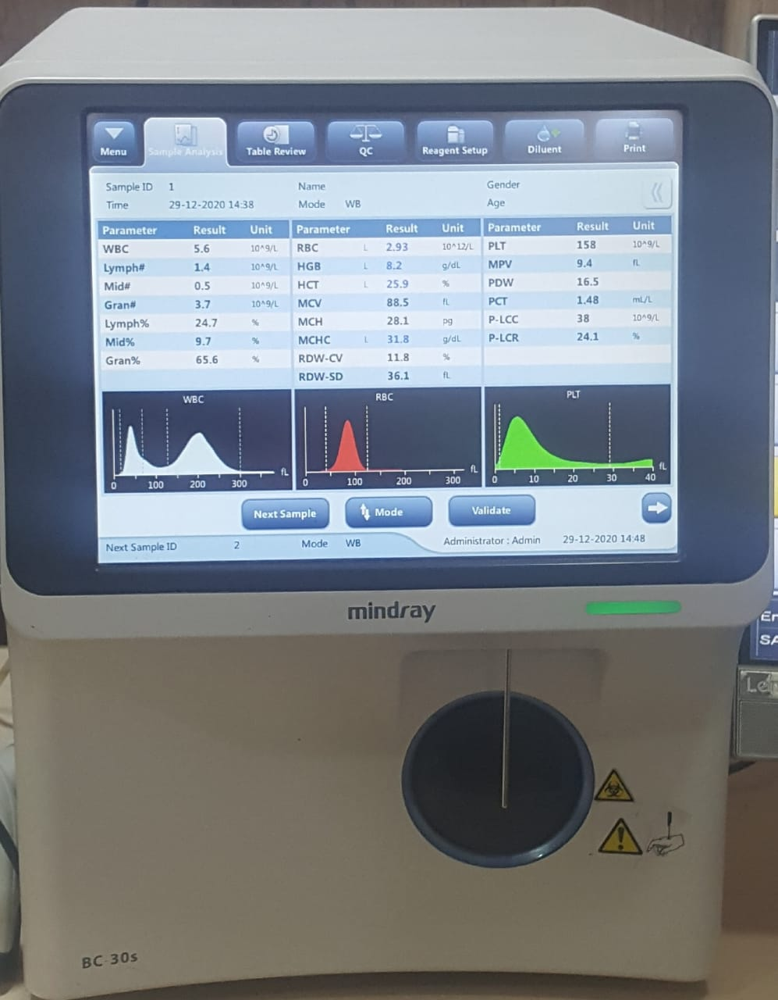 Menu Sample Analysis Table Review QC Reagent Setup Diluent Print
Sample ID 1 Name Gender
Time 29-12-2020 14:38 Mode WB Age
Parameter Result Unit Parameter Result Unit Parameter Result Unit
WBC 5.6 10^9/L RBC L 2.93 10^12/L PLT 158 10^9/L
Lymph# 1.4 10^9/L HGB L 8.2 g/dL MPV 9.4 fL
Mid# 0.5 10^9/L HCT L 25.9 % PDW 16.5
Gran# 3.7 10^9/L MCV 88.5 fL PCT 1.48 mL/L
Lymph% 24.7 % MCH 28.1 pg P-LCC 38 10^9/L
Mid% 9.7 % MCHC L 31.8 g/dL P-LCR 24.1 %
Gran% 65.6 % RDW-CV 11.8 %
RDW-SD 36.1 fL
WBC RBC PLT
fL fL fL
0 100 200 300 0 100 200 300 0 10 20 30 40
Next Sample Mode Validate
Next Sample ID 2 Mode WB Administrator : Admin 29-12-2020 14:48
mindray
BC-30s